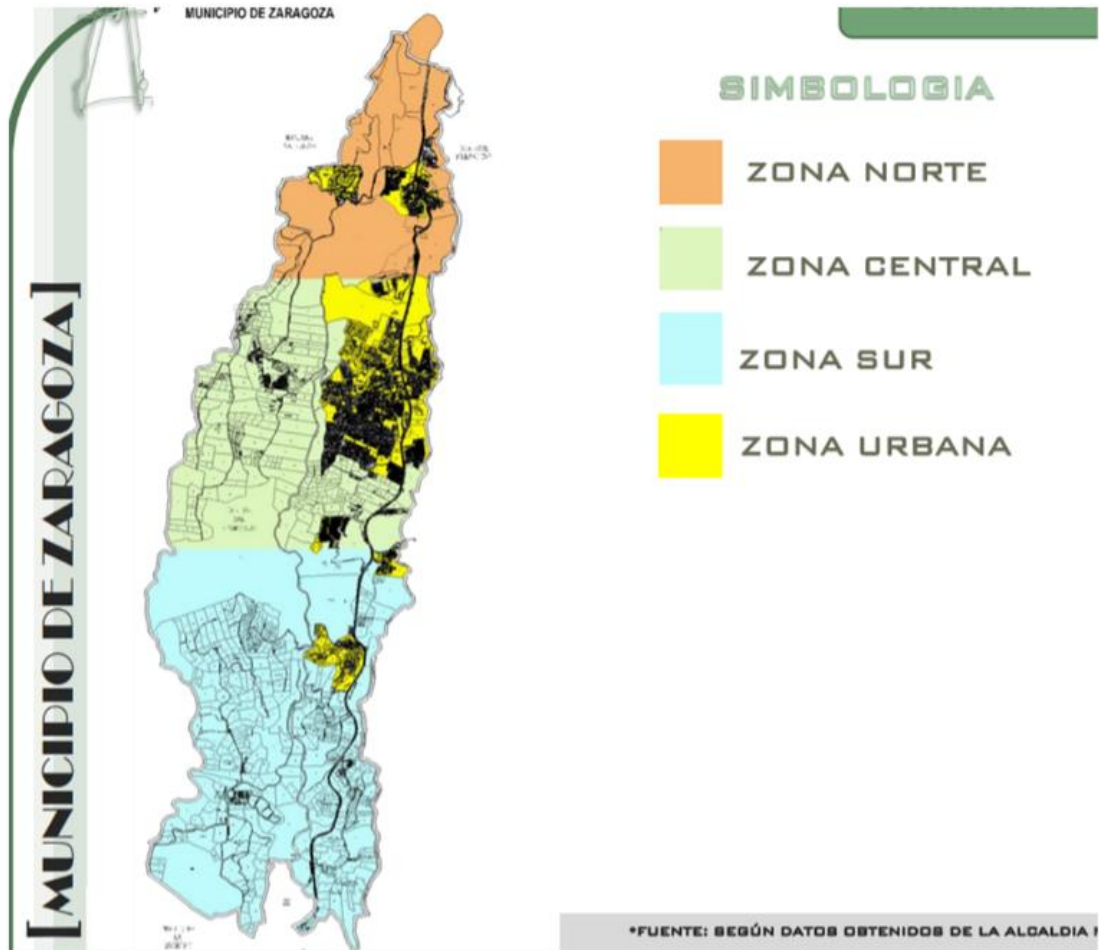 MUNICIPIO DE ZARAGOZA
SIMBOLOGIA
ZONA NORTE
ZONA CENTRAL
ZONA SUR
ZONA URBANA
[MUNICIPIO DE ZARAGOZA]
*FUENTE: SEGÚN DATOS OBTENIDOS DE LA ALCALDIA